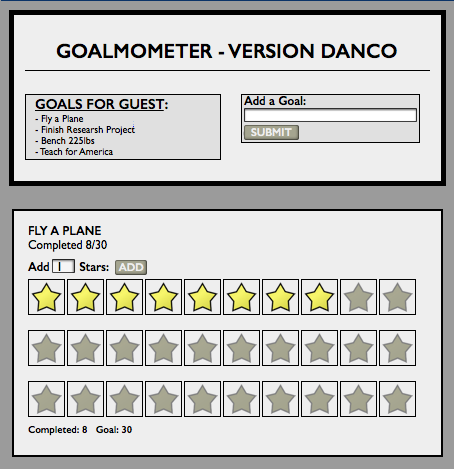 GOALMOMETER - VERSION DANCO
GOALS FOR GUEST:
- Fly a Plane
- Finish Researsh Project
- Bench 225lbs
- Teach for America
Add a Goal:
SUBMIT
FLY A PLANE
Completed 8/30
Add 1 Stars: ADD
Completed: 8 Goal: 30